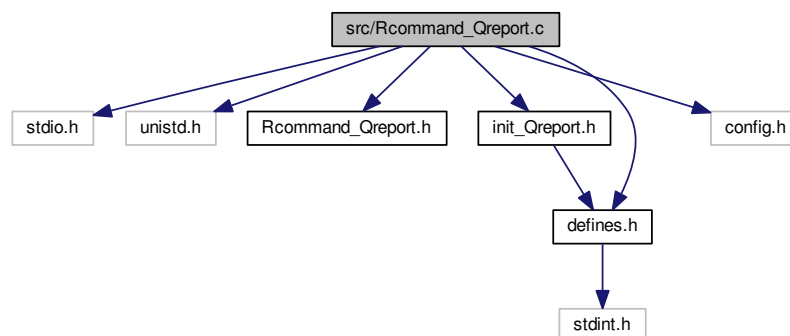 src/Rcommand_Qreport.c
stdio.h
unistd.h
Rcommand_Qreport.h
init_Qreport.h
config.h
defines.h
stdint.h